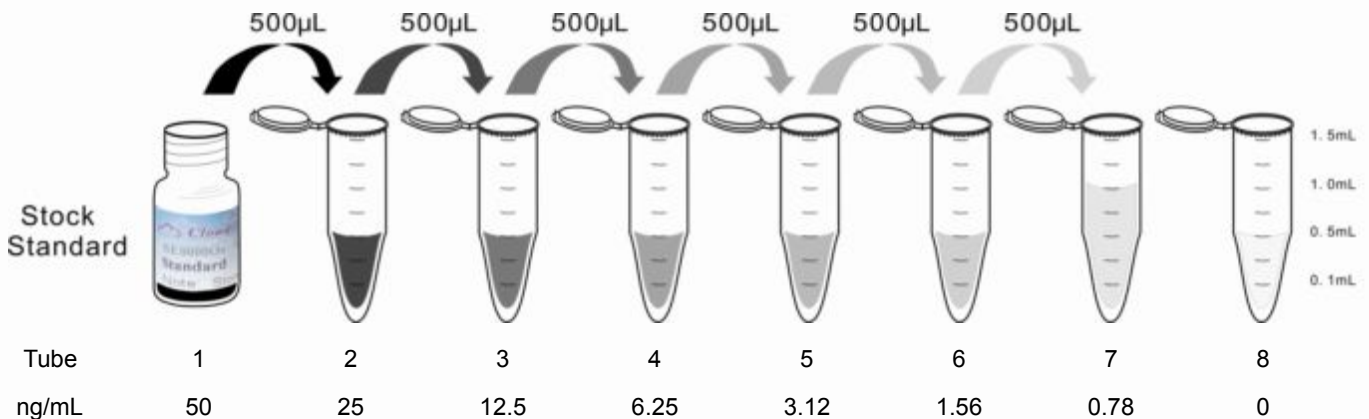 500µL 500µL 500µL 500µL 500µL 500µL
1. 5mL
1. 0mL
Stock
Standard
0. 5mL
Standard
0. 1mL
Tube 1 2 3 4 5 6 7 8
ng/mL 50 25 12.5 6.25 3.12 1.56 0.78 0